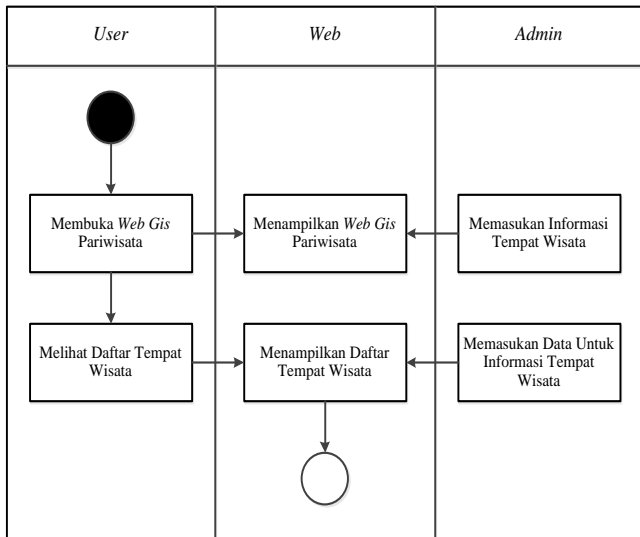 User
Web
Admin
Membuka Web Gis
Pariwisata
Menampilkan Web Gis
Pariwisata
Memasukan Informasi
Tempat Wisata
Melihat Daftar Tempat
Wisata
Menampilkan Daftar
Tempat Wisata
Memasukan Data Untuk
Informasi Tempat
Wisata